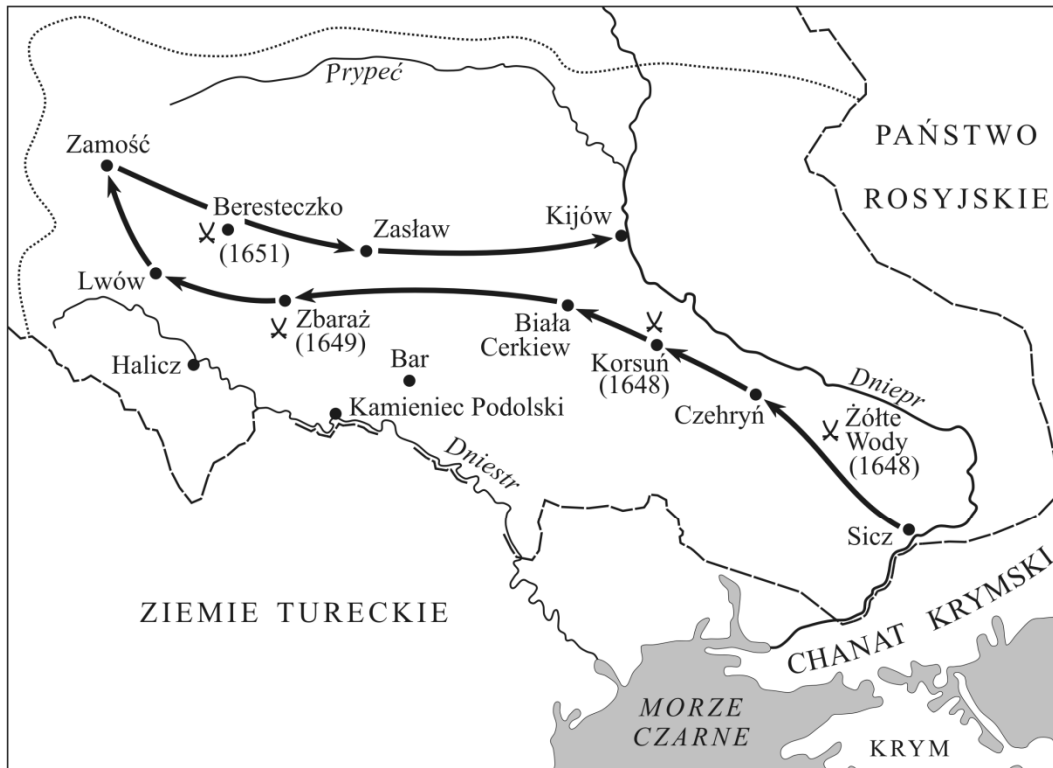 Prypeć
PAŃSTWO
ROSYJSKIE
Zamość
Beresteczko
(1651)
Zasław
Kijów
Lwów
Zbaraż
(1649)
Biała
Cerkiew
Korsuń
(1648)
Halicz
Bar
Kamieniec Podolski
Czehryń
Dniepr
Żółte
Wody
(1648)
Dniestr
Sicz
ZIEMIE TURECKIE
CHANAT KRYMSKI
MORZE
CZARNE
KRYM